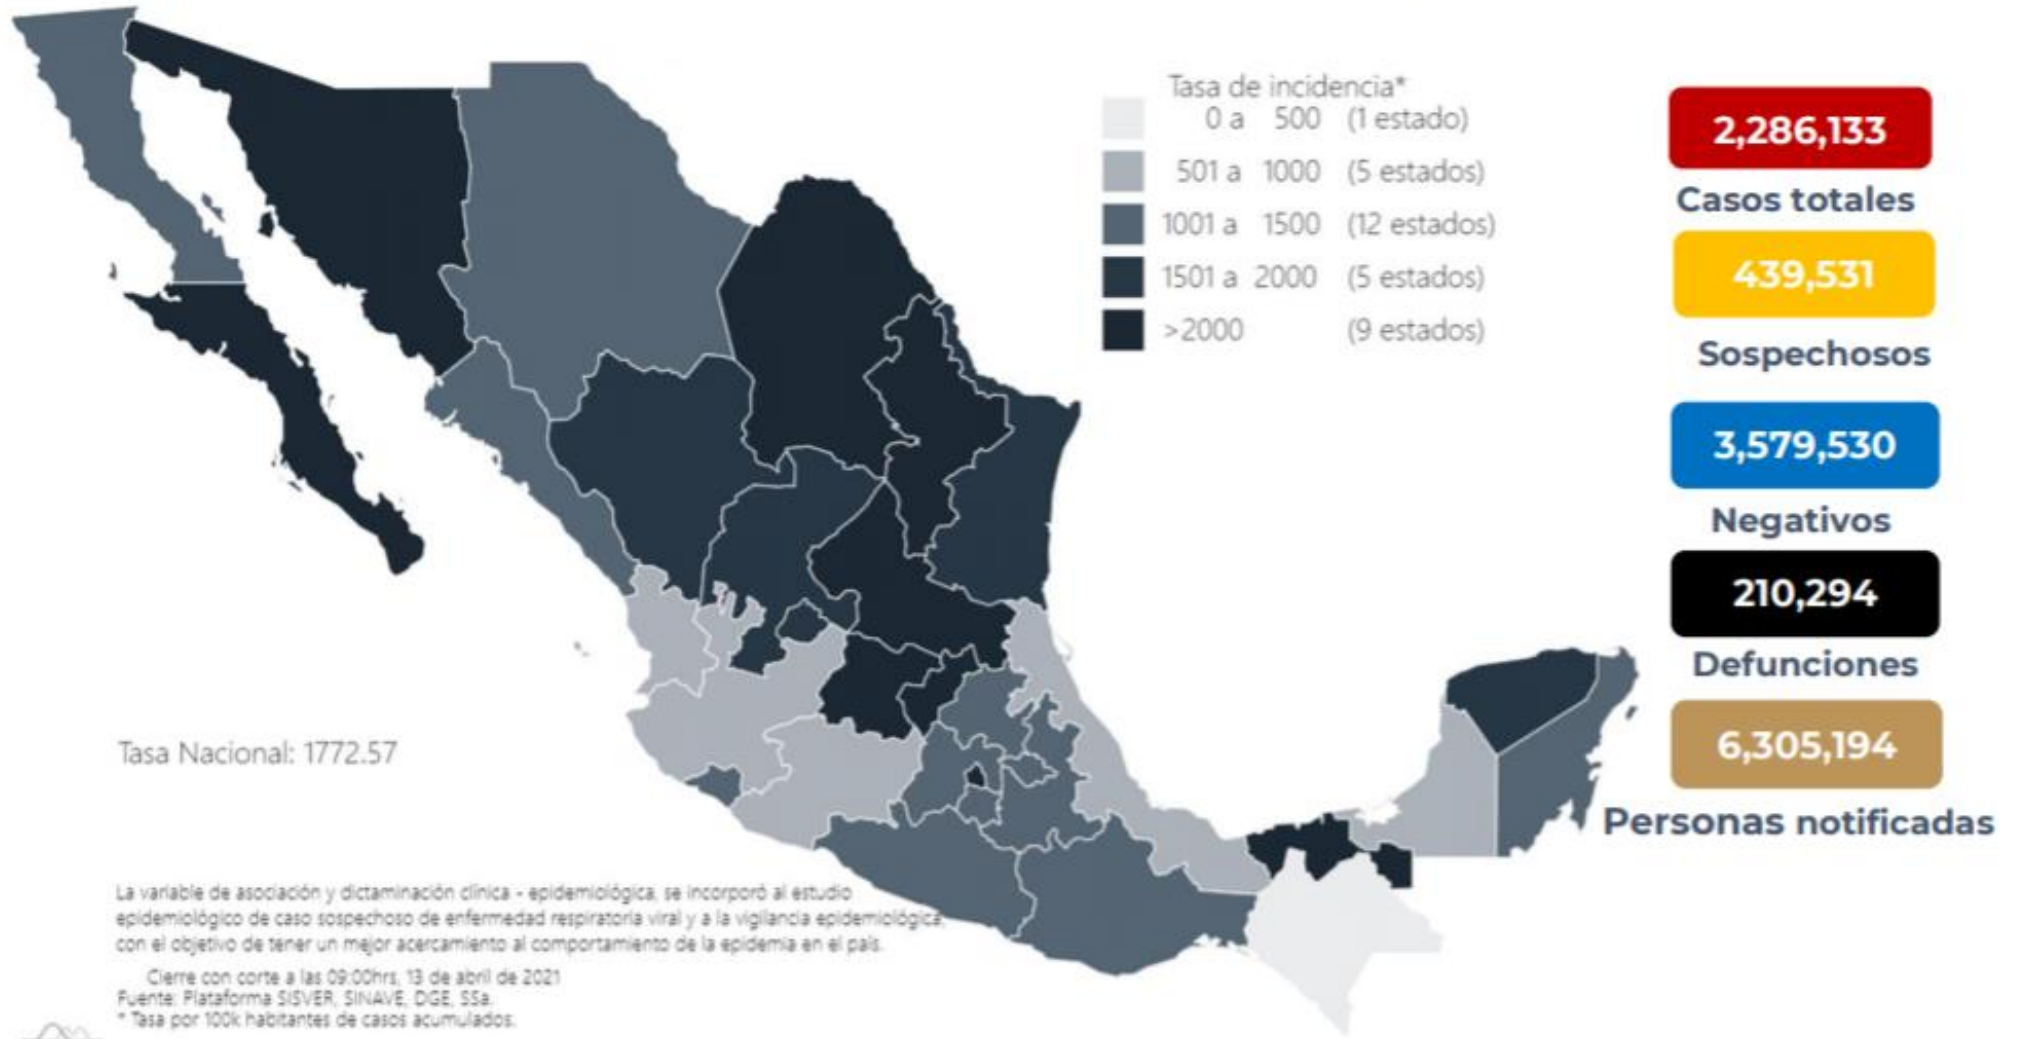 Tasa de incidencia*
0 a 500 (1 estado)
501 a 1000 (5 estados)
1001 a 1500 (12 estados)
1501 a 2000 (5 estados)
>2000 (9 estados)
2,286,133
Casos totales
439,531
Sospechosos
3,579,530
Negativos
210,294
Defunciones
6,305,194
Personas notificadas
Tasa Nacional: 1772.57
La variable de asociación y dictaminación clínica - epidemiológica, se incorporó al estudio
epidemiológico de caso sospechoso de enfermedad respiratoria viral y a la vigilancia epidemiológica,
con el objetivo de tener un mejor acercamiento al comportamiento de la epidemia en el país.
Cierre con corte a las 09:00hrs, 13 de abril de 2021
Fuente: Plataforma SISVER, SINAVE, DGE, SSa.
* Tasa por 100k habitantes de casos acumulados.